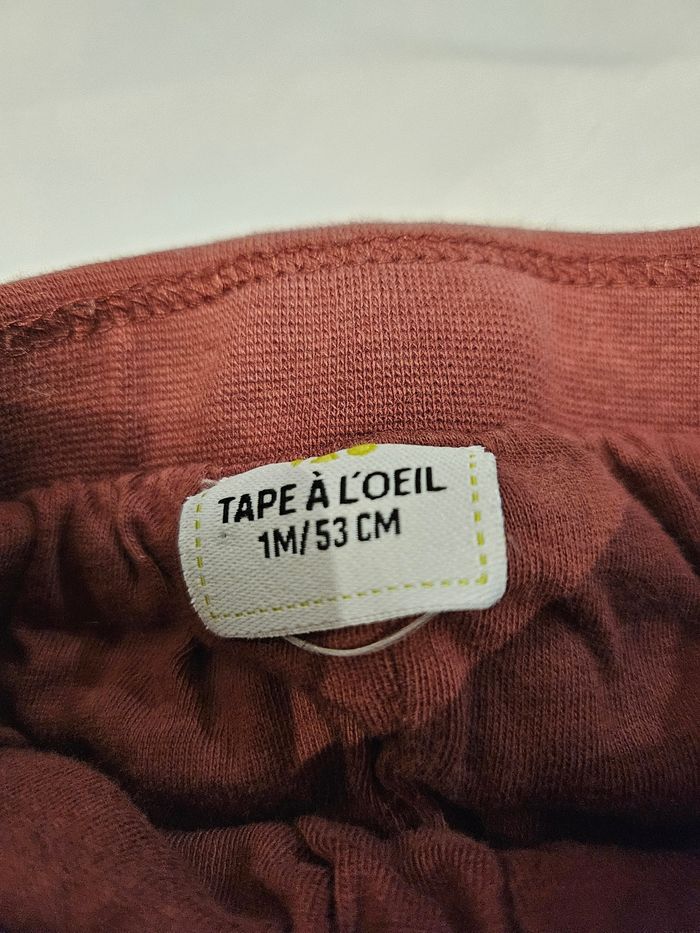 TAPE À L'OEIL
1M/53 CM